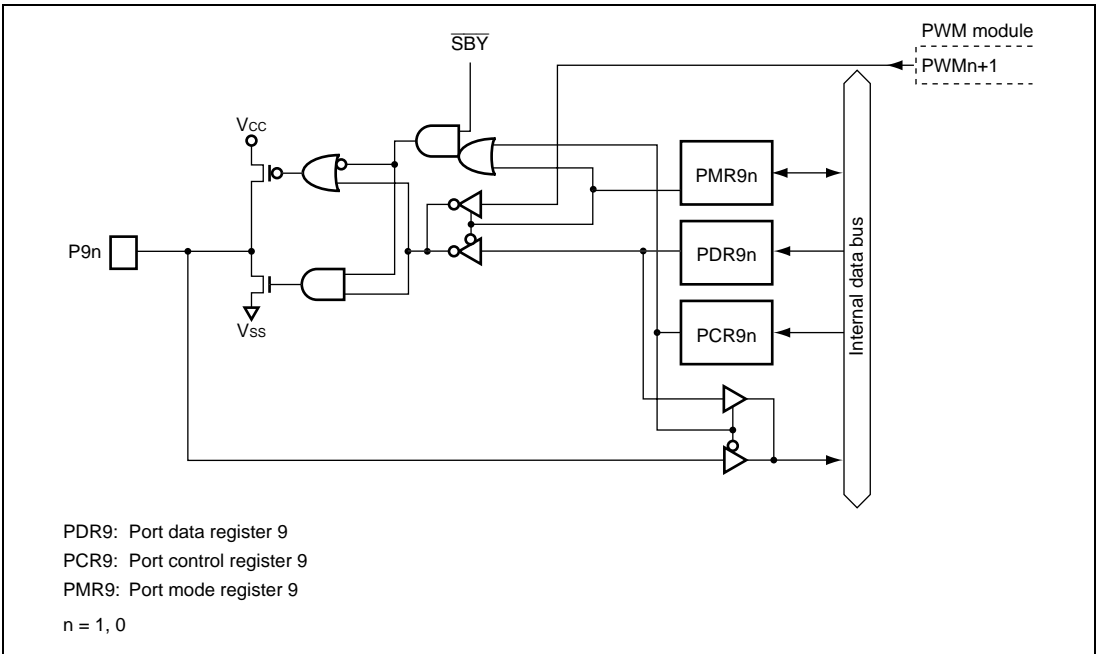 PWM module
SBY
PWMn+1
VCC
PMR9n
P9n
PDR9n
VSS
PCR9n
Internal data bus
PDR9: Port data register 9
PCR9: Port control register 9
PMR9: Port mode register 9
n = 1, 0